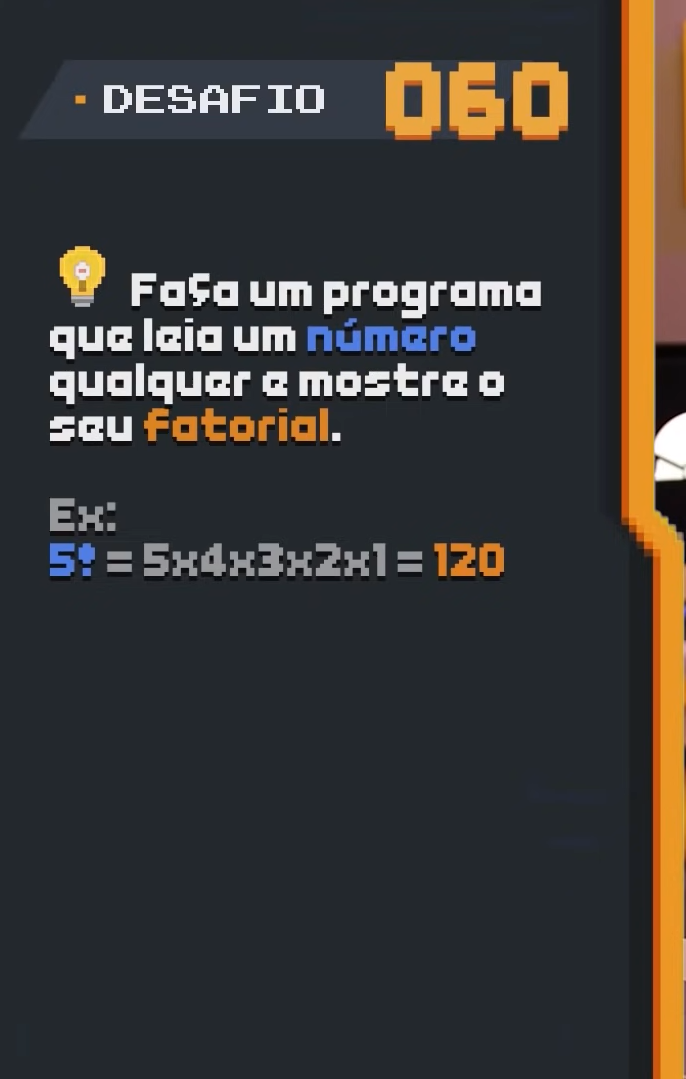 DESAFIO 060
Faça um programa
que leia um número
qualquer e mostre o
seu fatorial.
Ex:
5! = 5x4x3x2x1 = 120